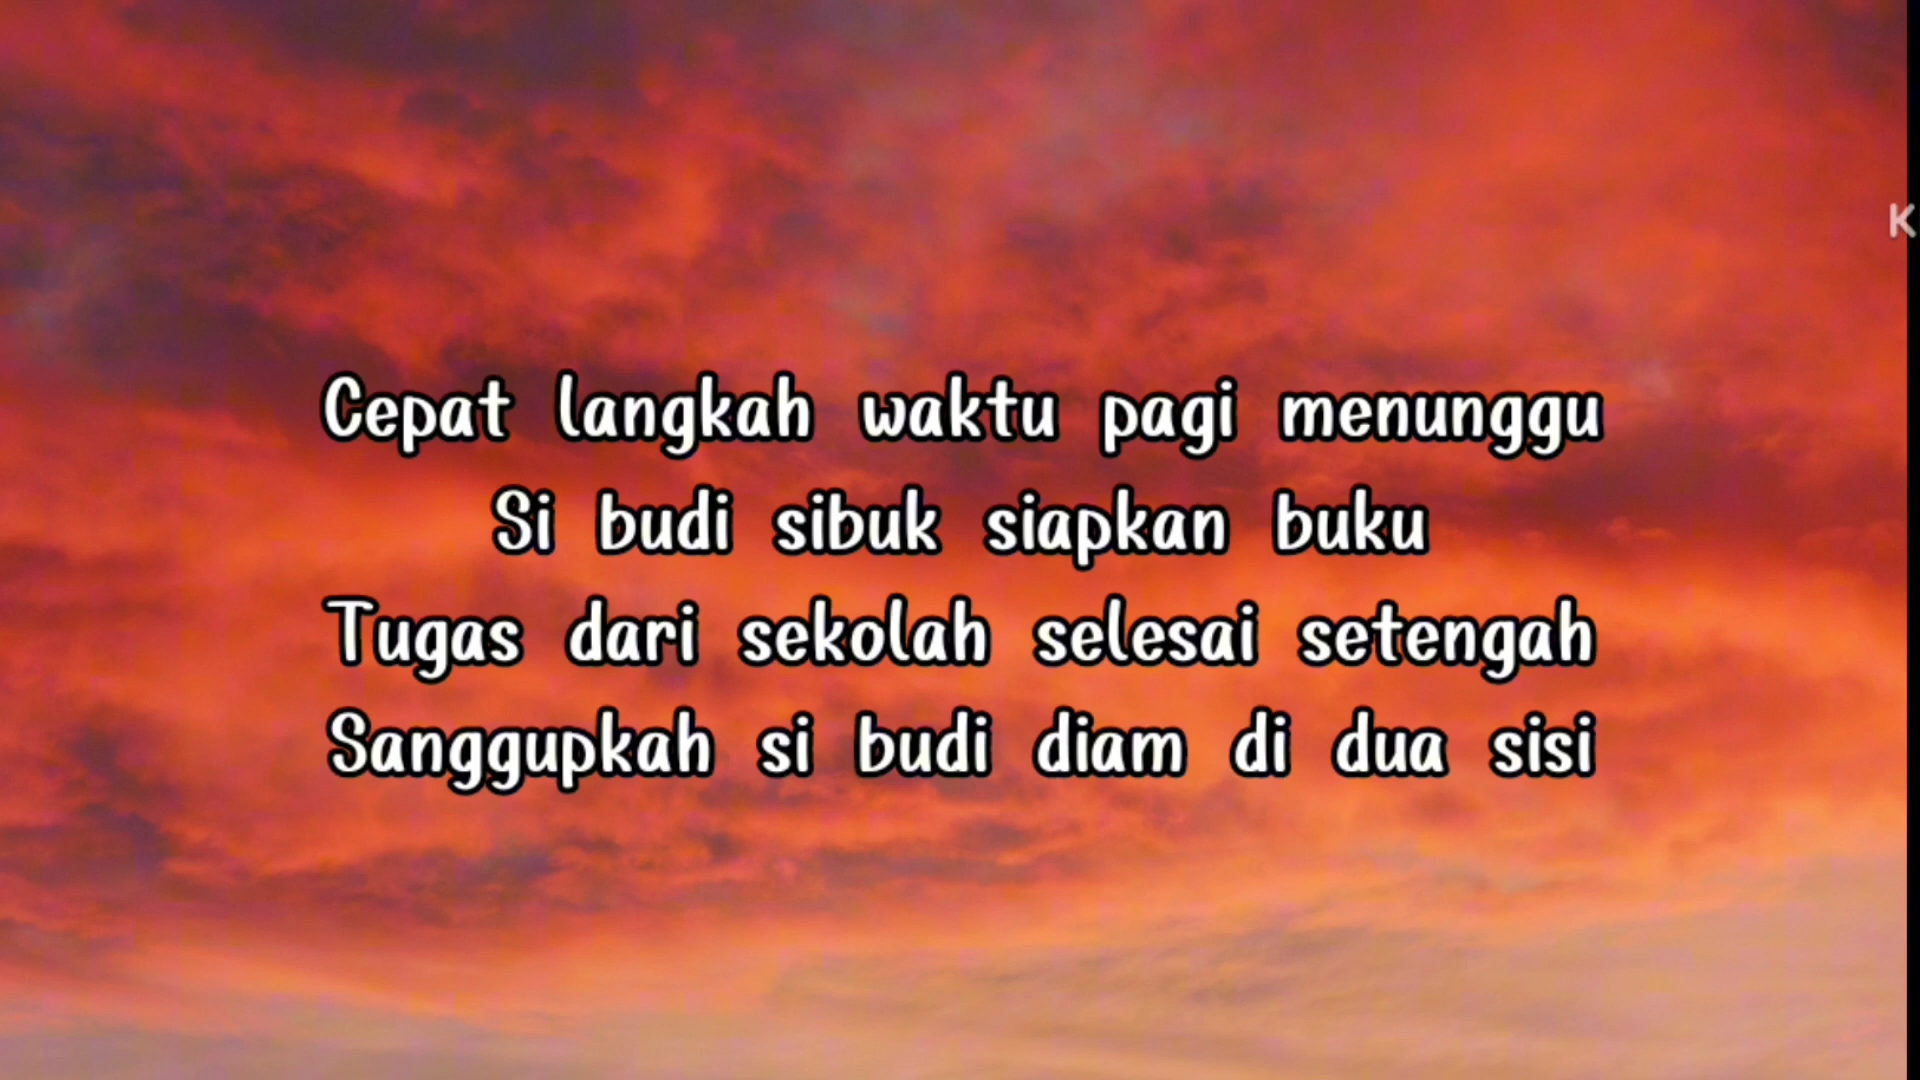 Cepat langkah waktu pagi menunggu
Si budi sibuk siapkan buku
Tugas dari sekolah selesai setengah
Sanggupkah si budi diam di dua sisi
K